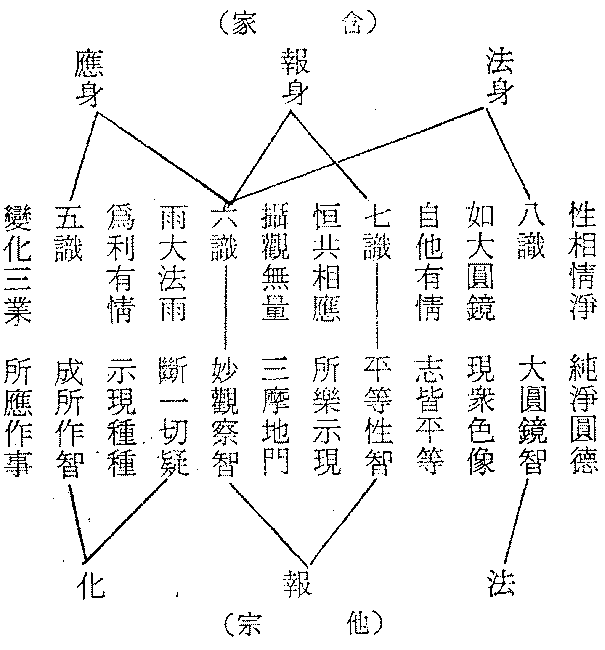 （含家）
法身
報身
應身
性相情淨 純淨圓德
八識 大圓鏡智
如大圓鏡 現衆色像
自他有情 志皆平等
七識 平等性智
恒共相應 所樂示現
攝觀無量 三摩地門
六識 妙觀察智
雨大法雨 斷一切疑
爲利有情 示現種種
五識 成所作智
變化三業 所應作事
法
報
化
（他宗）